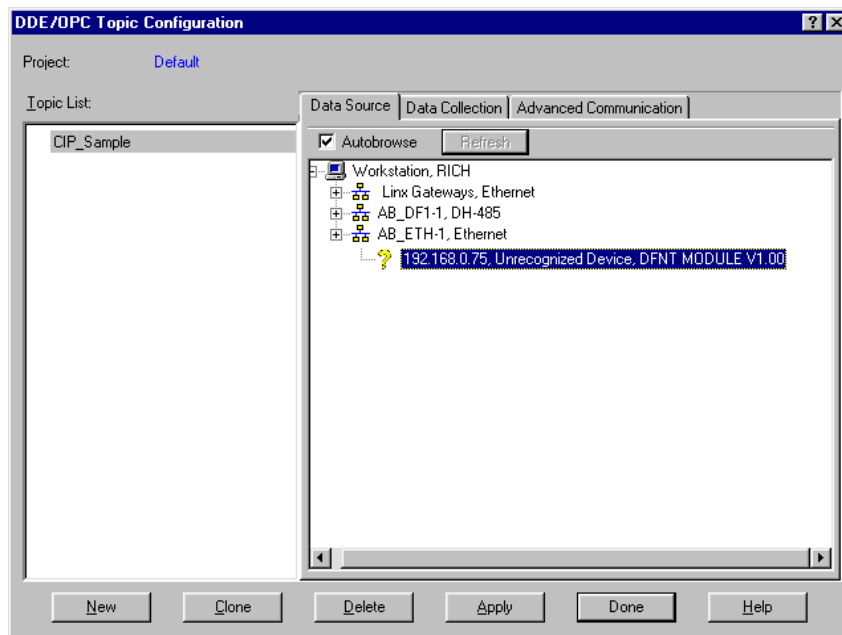 DDE/OPC Topic Configuration
Project: Default
Topic List:
Data Source Data Collection Advanced Communication
CIP_Sample
Autobrowse Refresh
Workstation, RICH
Linx Gateways, Ethernet
AB_DF1-1, DH-485
AB_ETH-1, Ethernet
192.168.0.75, Unrecognized Device, DFNT MODULE V1.00
New Clone Delete Apply Done Help